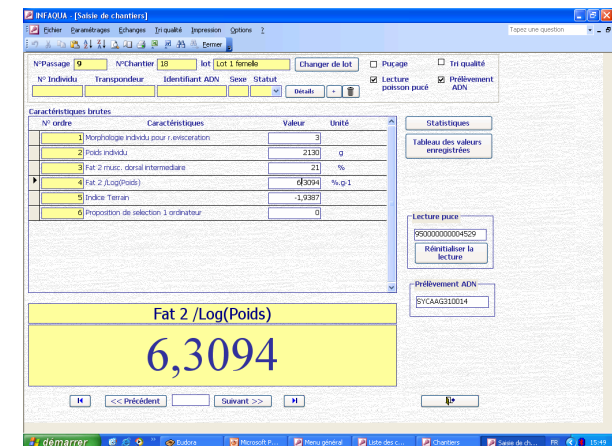 INFAQUA - [Saisie de chantiers]
Fichier Paramétrages Echanges Tri qualité Impression Options ?
Tapez une question
Fermer
N°Passage 9 N°Chantier 18 lot Lot 1 femelle Changer de lot Puçage Tri qualité
N° Individu Transpondeur Identifiant ADN Sexe Statut Lecture poisson pucé Prélèvement ADN
Détails +
Caractéristiques brutes
N° ordre Caractéristiques Valeur Unité
1 Morphologie individu pour r.evisceration 3
2 Poids individu 2130 g
3 Fat 2 musc. dorsal intermediaire 21 %
4 Fat 2 /Log(Poids) 6,3094 %.g-1
5 Indice Terrain -1,9387
6 Proposition de selection 1 ordinateur 0
Statistiques
Tableau des valeurs
enregistrées
Lecture puce
950000000004529
Réinitialiser la
lecture
Prélèvement ADN
SYCAAG310014
Fat 2 /Log(Poids)
6,3094
<< Précédent Suivant >>
démarrer Eudora Microsoft P... Menu général Liste des c... Chantiers Saisie de ch... FR 15:49